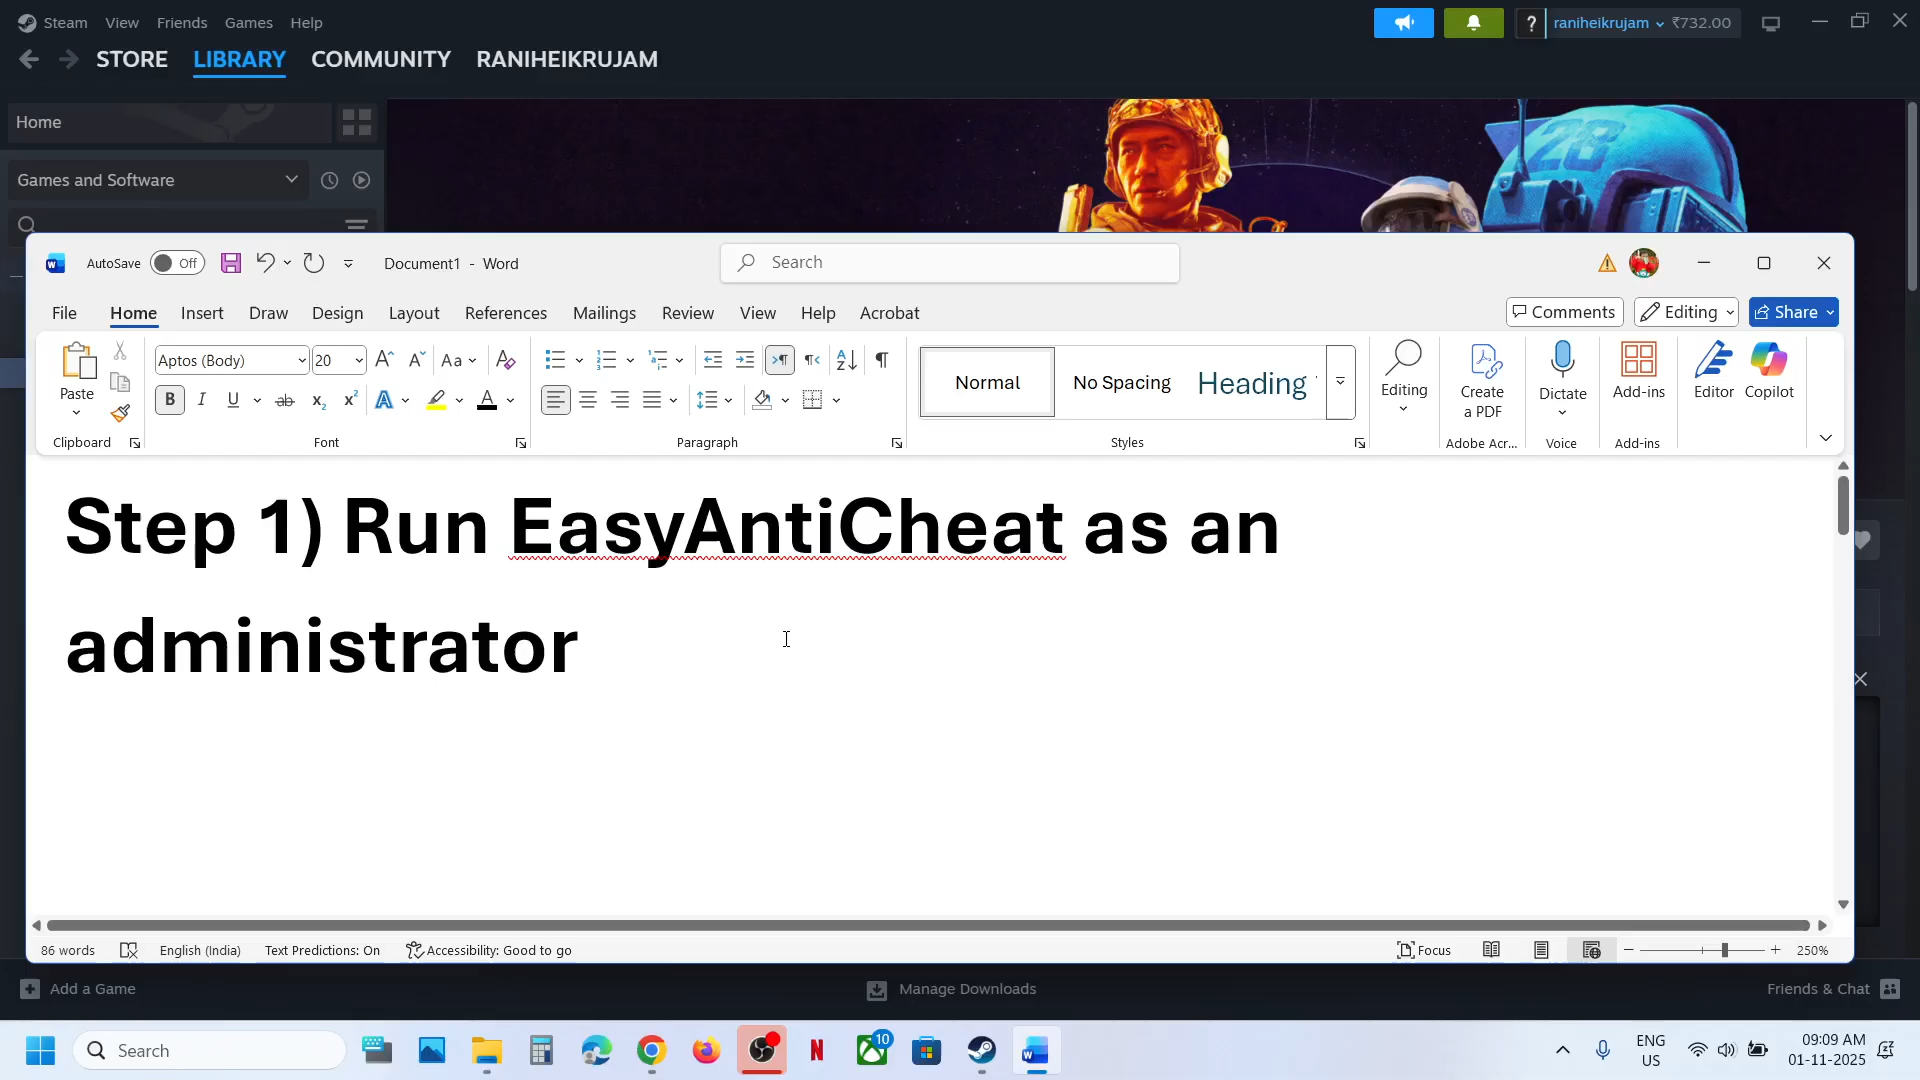 Steam View Friends Games Help
raniheikrujam ₹732.00
STORE LIBRARY COMMUNITY RANIHEIKRUJAM
Home
28
Games and Software
AutoSave Off Document1 - Word Search
File Home Insert Draw Design Layout References Mailings Review View Help Acrobat Comments Editing Share
Paste Aptos (Body) 20 Normal No Spacing Heading Editing Create a PDF Dictate Add-ins Editor Copilot
Clipboard Font Paragraph Styles Adobe Acr... Voice Add-ins
Step 1) Run EasyAntiCheat as an
administrator
86 words English (India) Text Predictions: On Accessibility: Good to go Focus 250%
Add a Game Manage Downloads Friends & Chat
Search 10 ENG US 09:09 AM 01-11-2025